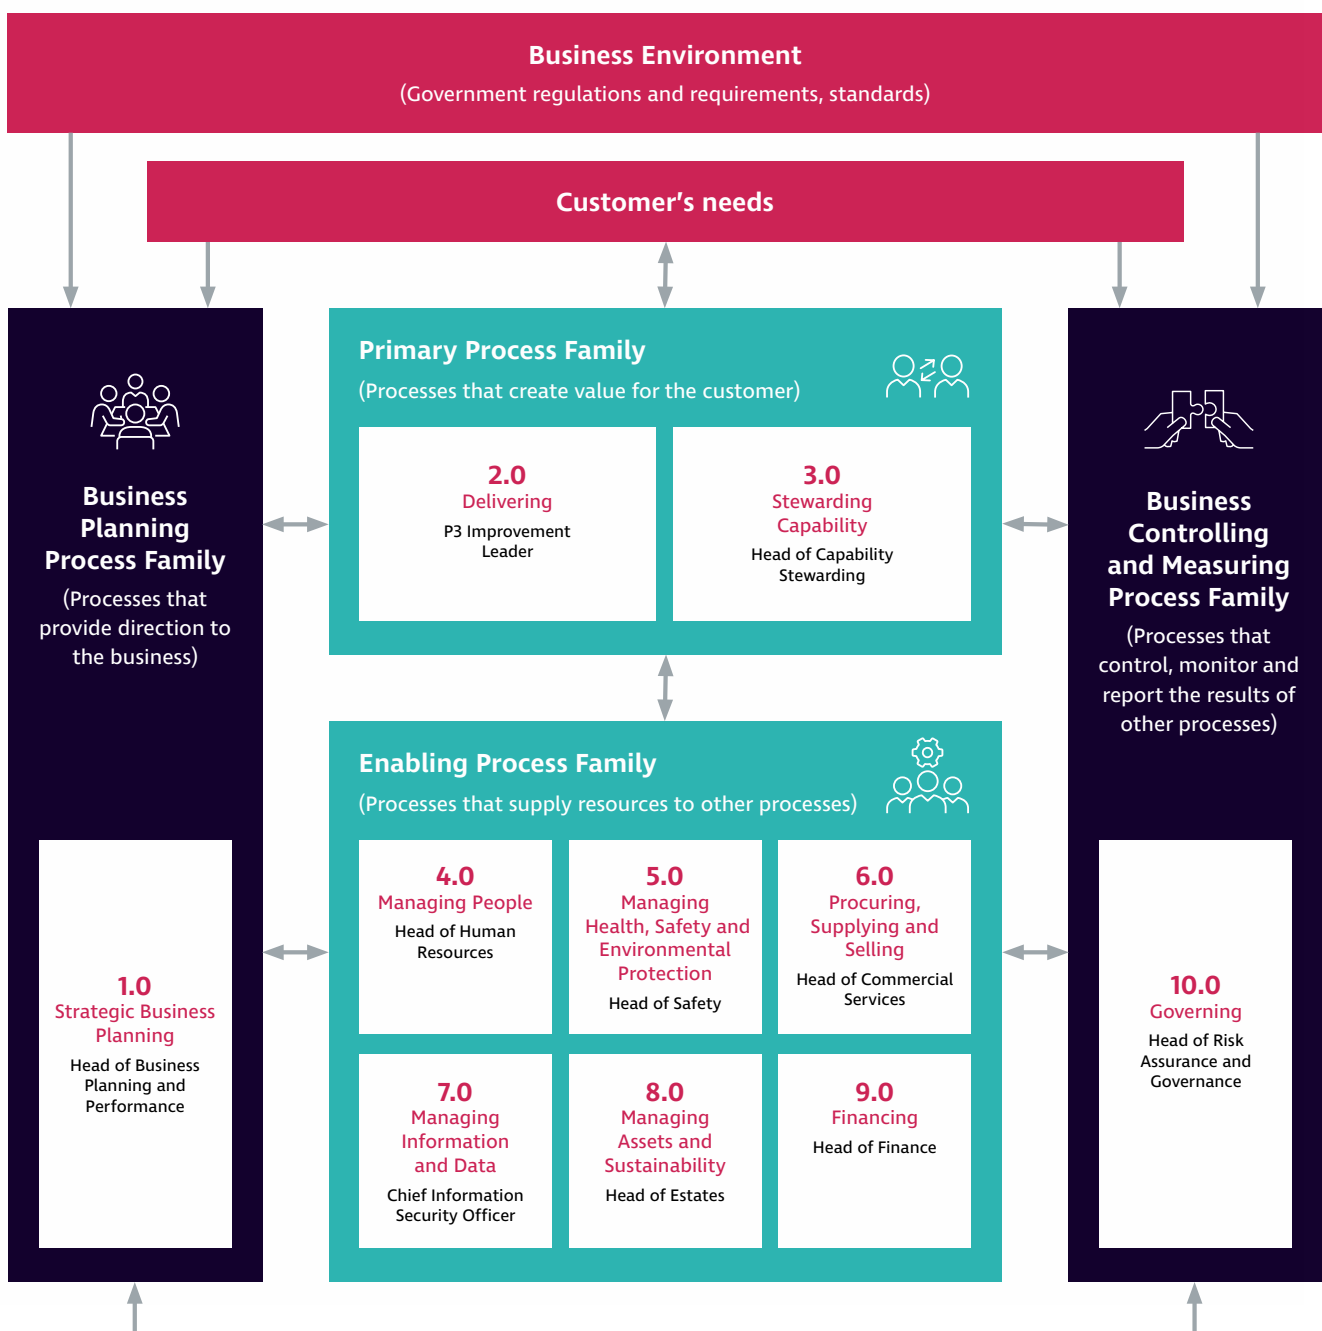 Business Environment
(Government regulations and requirements, standards)
Customer's needs
Business
Planning
Process Family
(Processes that
provide direction to
the business)
1.0
Strategic Business
Planning
Head of Business
Planning and
Performance
Primary Process Family
(Processes that create value for the customer)
2.0
Delivering
P3 Improvement
Leader
3.0
Stewarding
Capability
Head of Capability
Stewarding
Enabling Process Family
(Processes that supply resources to other processes)
4.0
Managing People
Head of Human
Resources
5.0
Managing
Health, Safety and
Environmental
Protection
Head of Safety
6.0
Procuring,
Supplying and
Selling
Head of Commercial
Services
7.0
Managing
Information
and Data
Chief Information
Security Officer
8.0
Managing
Assets and
Sustainability
Head of Estates
9.0
Financing
Head of Finance
Business
Controlling
and Measuring
Process Family
(Processes that
control, monitor and
report the results of
other processes)
10.0
Governing
Head of Risk
Assurance and
Governance